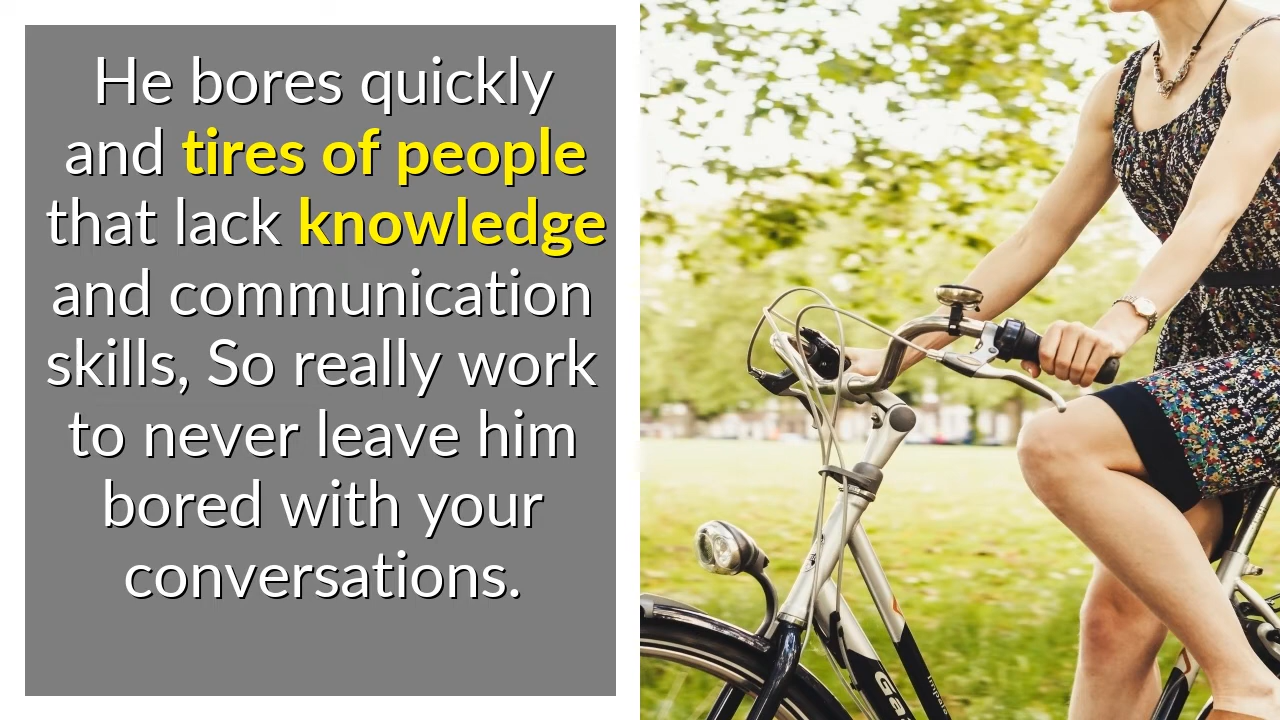 He bores quickly
and tires of people
that lack knowledge
and communication
skills, So really work
to never leave him
bored with your
conversations.